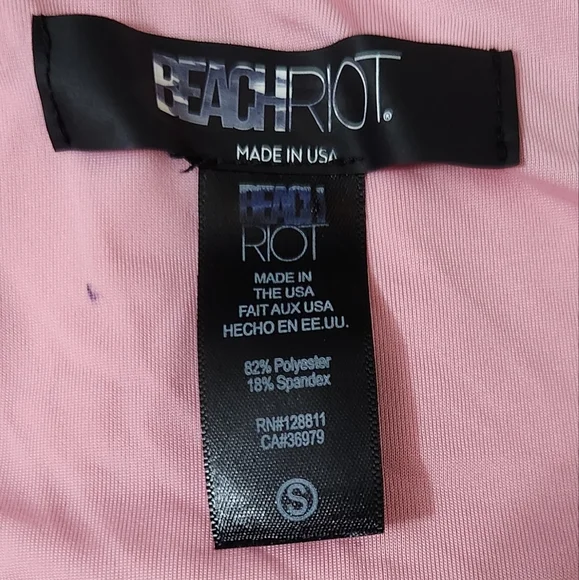 BEACHRIOT®
MADE IN USA
BEACH
RIOT
MADE IN
THE USA
FAIT AUX USA
HECHO EN EE.UU.
82% Polyester
18% Spandex
RN#128811
CA#36979
S